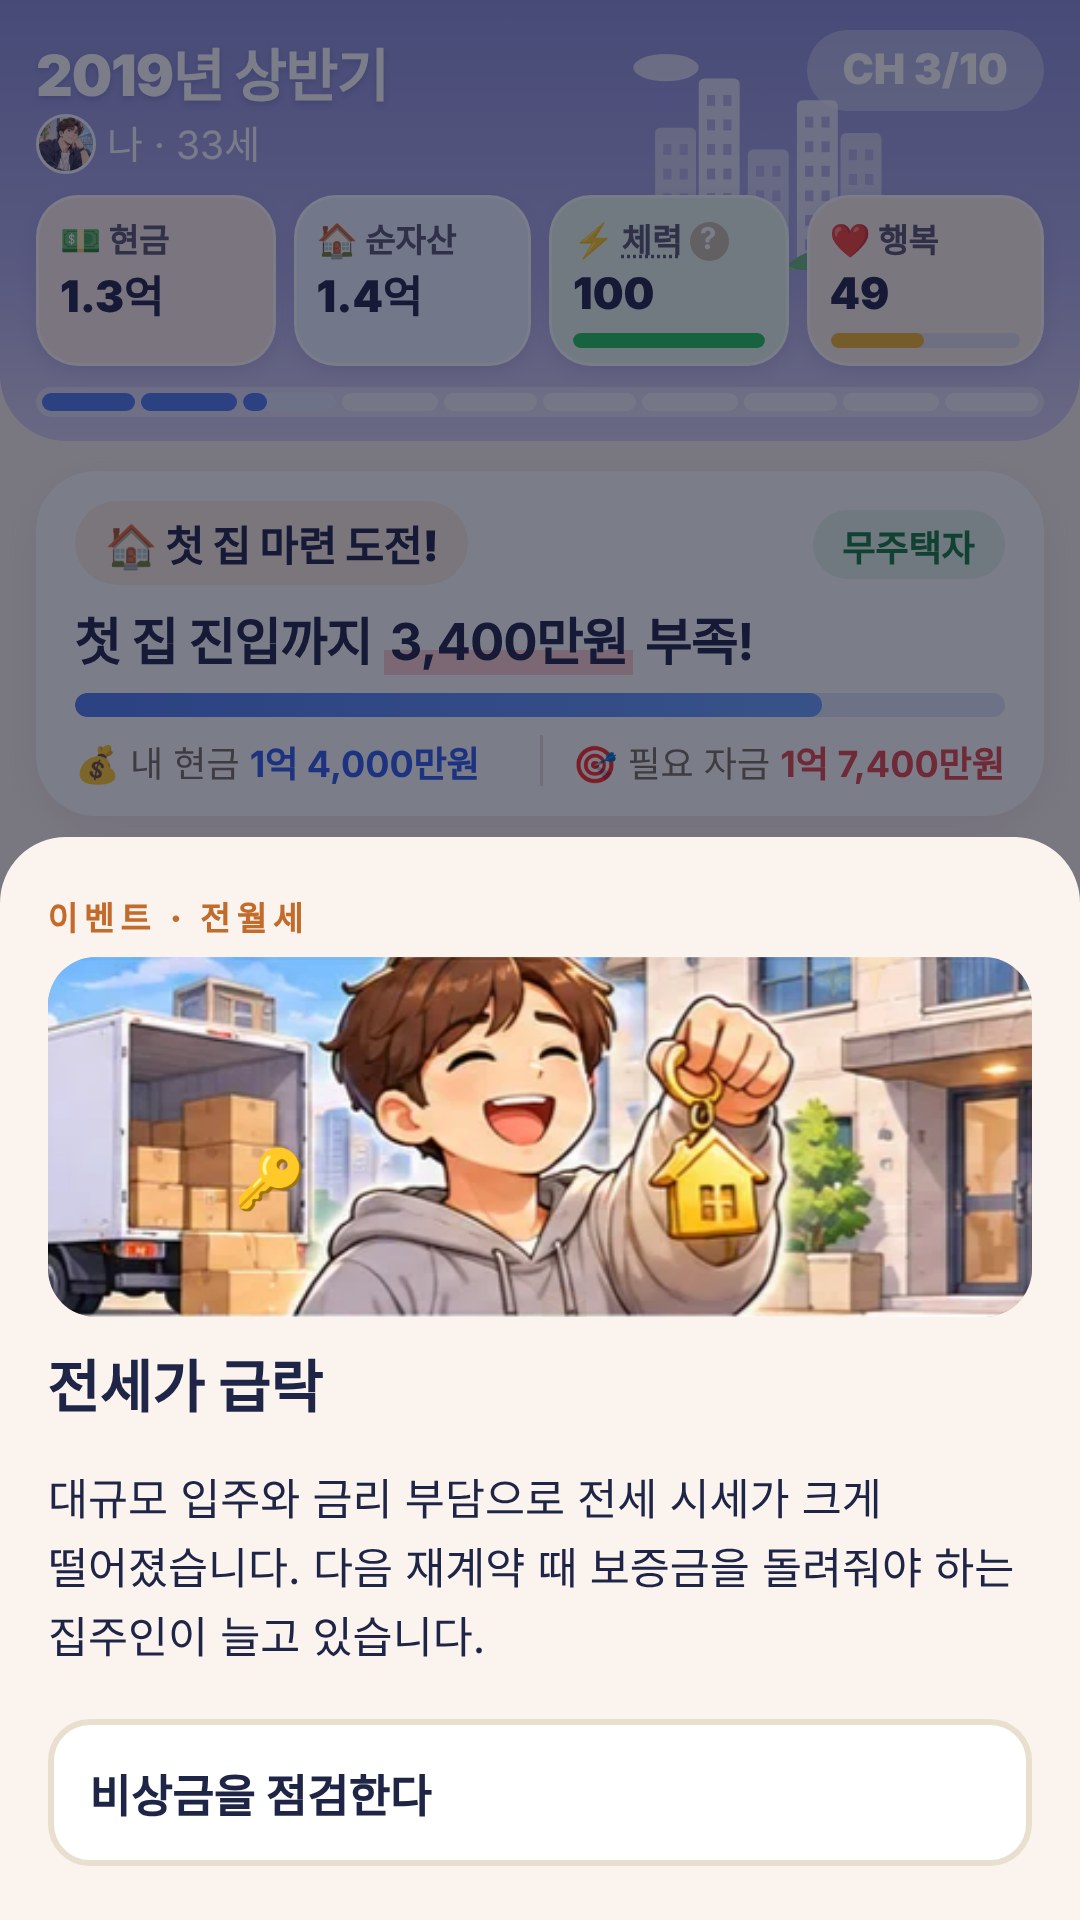 2019년 상반기
CH 3/10
나 · 33세
💵 현금
1.3억
🏠 순자산
1.4억
⚡ 체력 ?
100
❤️ 행복
49
🏠 첫 집 마련 도전!
무주택자
첫 집 진입까지 3,400만원 부족!
💰 내 현금 1억 4,000만원
🎯 필요 자금 1억 7,400만원
이벤트 · 전월세
전세가 급락
대규모 입주와 금리 부담으로 전세 시세가 크게
떨어졌습니다. 다음 재계약 때 보증금을 돌려줘야 하는
집주인이 늘고 있습니다.
비상금을 점검한다